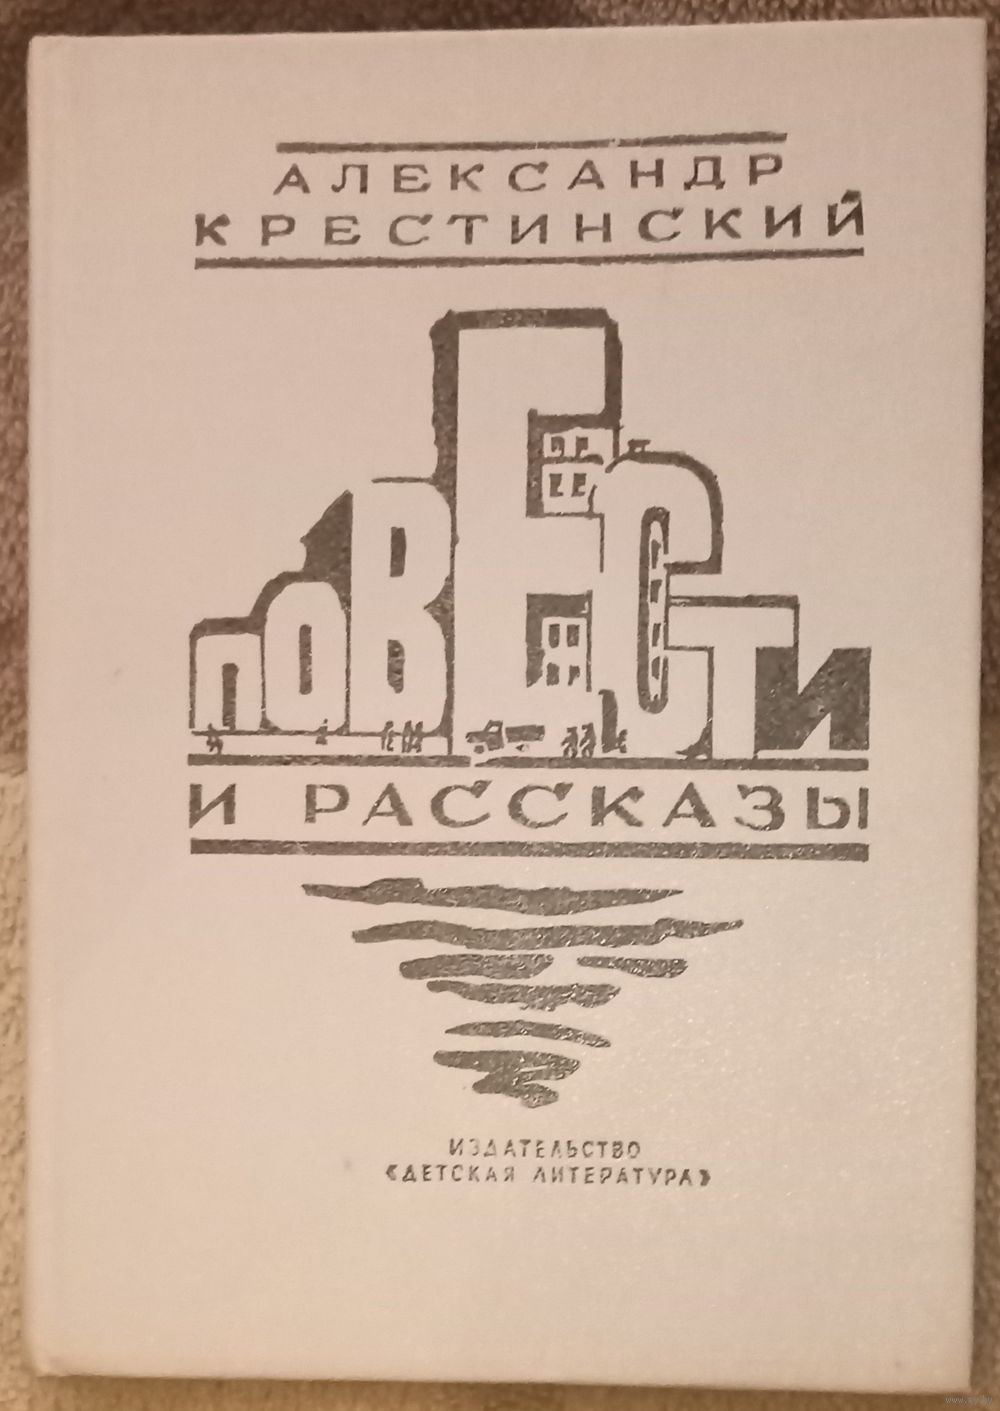 АЛЕКСАНДР
КРЕСТИНСКИЙ
ПОВЕСТИ
И РАССКАЗЫ
ИЗДАТЕЛЬСТВО
«ДЕТСКАЯ ЛИТЕРАТУРА»